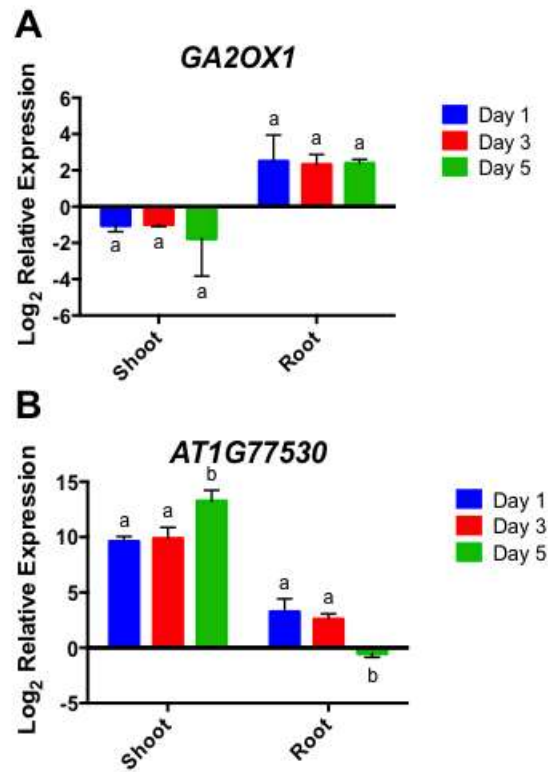 A
GA2OX1
Log2 Relative Expression
6
4
2
0
-2
-4
-6
a
a
a
a
a
a
Shoot
Root
Day 1
Day 3
Day 5
B
AT1G77530
Log2 Relative Expression
15
10
5
0
-5
a
a
b
a
a
b
Shoot
Root
Day 1
Day 3
Day 5